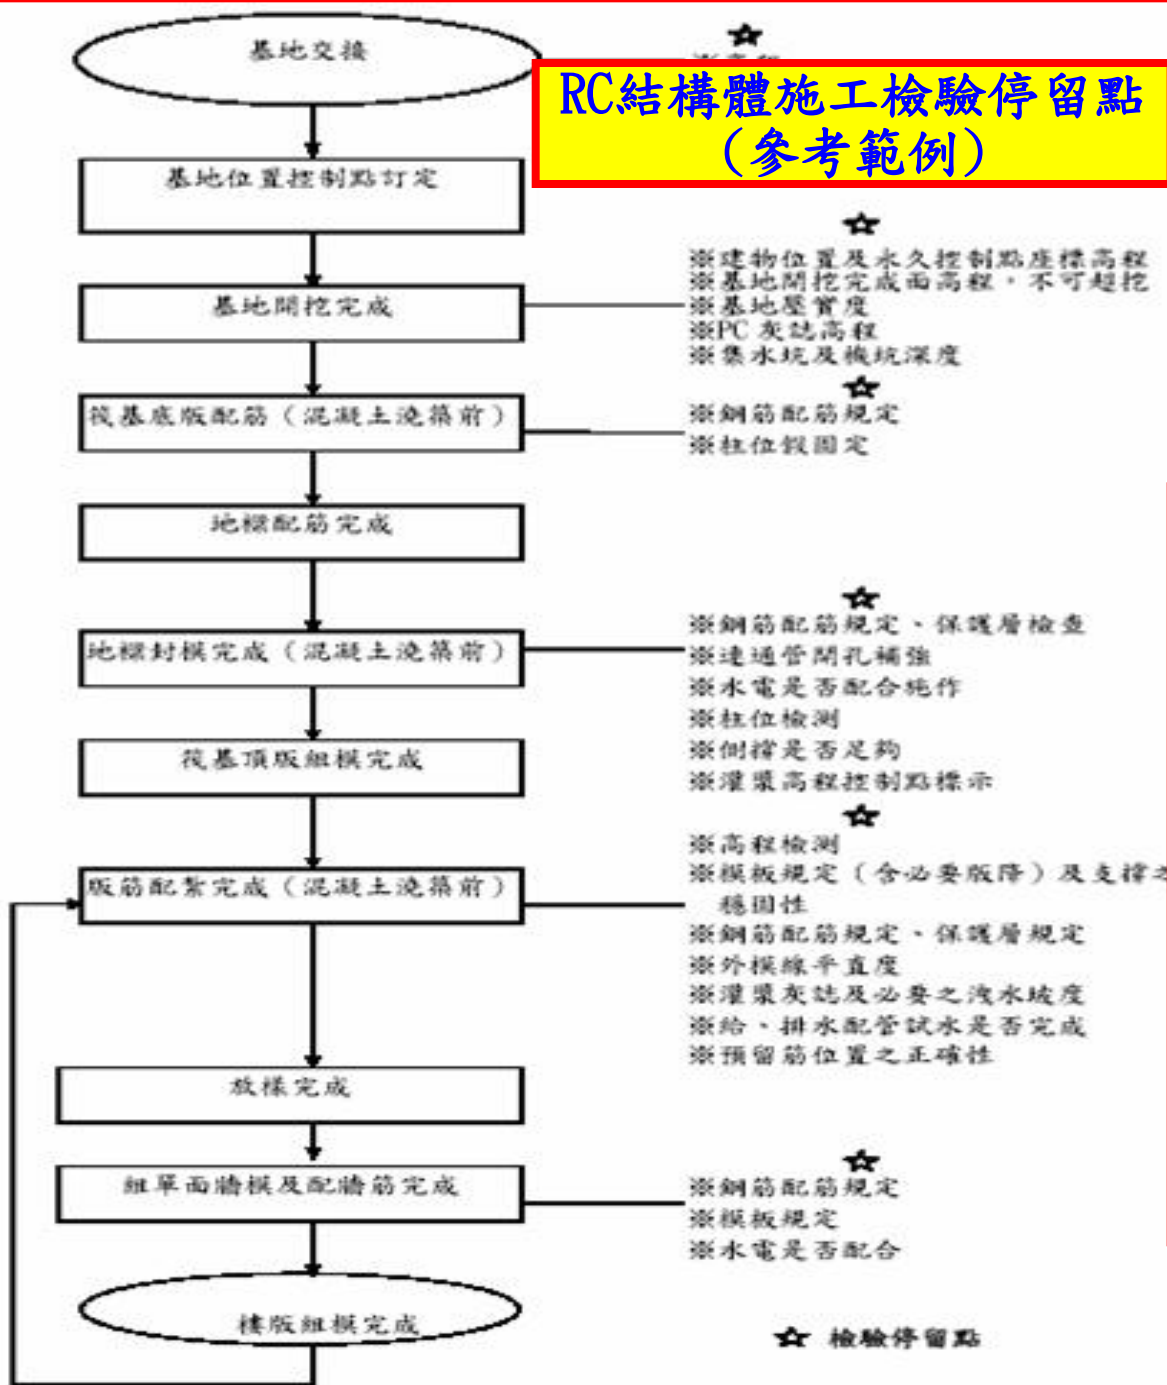 基地交接
☆
RC結構體施工檢驗停留點
(參考範例)
基地位置控制點訂定
☆
※建物位置及永久控制點座標高程
※基地開挖完成面高程，不可超挖
基地開挖完成
※基地壓實度
※PC 灰誌高程
※集水坑及機坑深度
☆
筏基底版配筋（混凝土澆築前）
※鋼筋配筋規定
※柱位假固定
地樑配筋完成
☆
※鋼筋配筋規定、保護層檢查
地樑封模完成（混凝土澆築前）
※連通管開孔補強
※水電是否配合施作
※柱位檢測
筏基頂版組模完成
※側撐是否足夠
※灌漿高程控制點標示
☆
※高程檢測
版筋配紮完成（混凝土澆築前）
※模板規定（含必要版降）及支撐之
穩固性
※鋼筋配筋規定、保護層規定
※外模線平直度
※灌漿灰誌及必要之洩水坡度
※給、排水配管試水是否完成
※預留筋位置之正確性
放樣完成
☆
組單面牆模及配牆筋完成
※鋼筋配筋規定
※模板規定
※水電是否配合
樓版組模完成
☆ 檢驗停留點